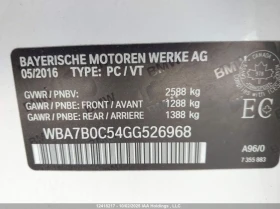 BAYERISCHE MOTOREN WERKE AG
05/2016 TYPE: PC / VT
GVWR / PNBV: 2588 kg
GAWR / PNBE: FRONT / AVANT 1288 kg
GAWR / PNBE: REAR / ARRIERE 1388 kg
WBA7B0C54GG526968
EC
A96/0
7 355 883